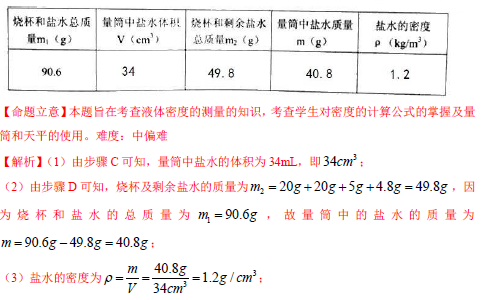 烧杯和盐水总质量m₁（g） 量筒中盐水体积V（cm³） 烧杯和剩余盐水总质量m₂（g） 量筒中盐水质量m（g） 盐水的密度ρ（kg/m³）
90.6 34 49.8 40.8 1.2
【命题立意】本题旨在考查液体密度的测量的知识，考查学生对密度的计算公式的掌握及量
筒和天平的使用。难度：中偏难
【解析】（1）由步骤C可知，量筒中盐水的体积为34mL，即34cm³；
（2）由步骤D可知，烧杯及剩余盐水的质量为m₂=20g+20g+5g+4.8g=49.8g，因
为烧杯和盐水的总质量为m₁=90.6g，故量筒中的盐水的质量为
m=90.6g−49.8g=40.8g；
（3）盐水的密度为ρ=m/V=40.8g/34cm³=1.2g/cm³；